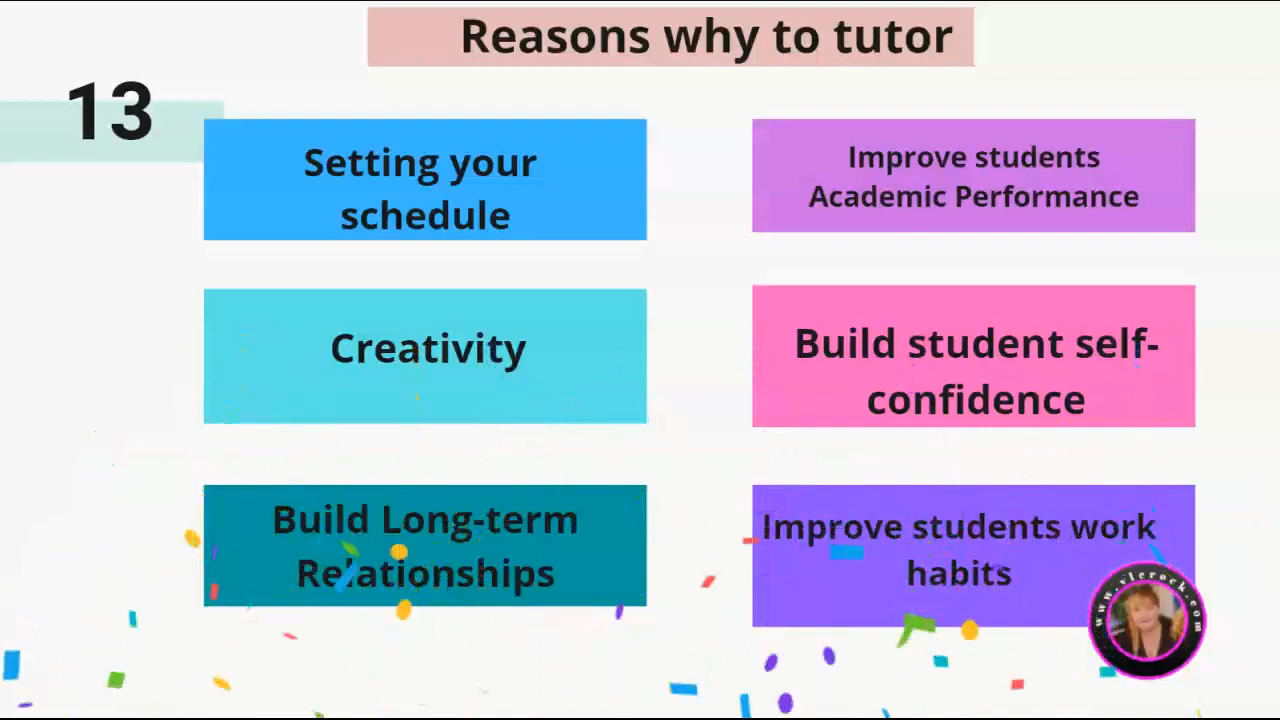 Reasons why to tutor
13
Setting your
schedule
Improve students
Academic Performance
Creativity
Build student self-
confidence
Build Long-term
Relationships
Improve students work
habits
www.vlcrock.com